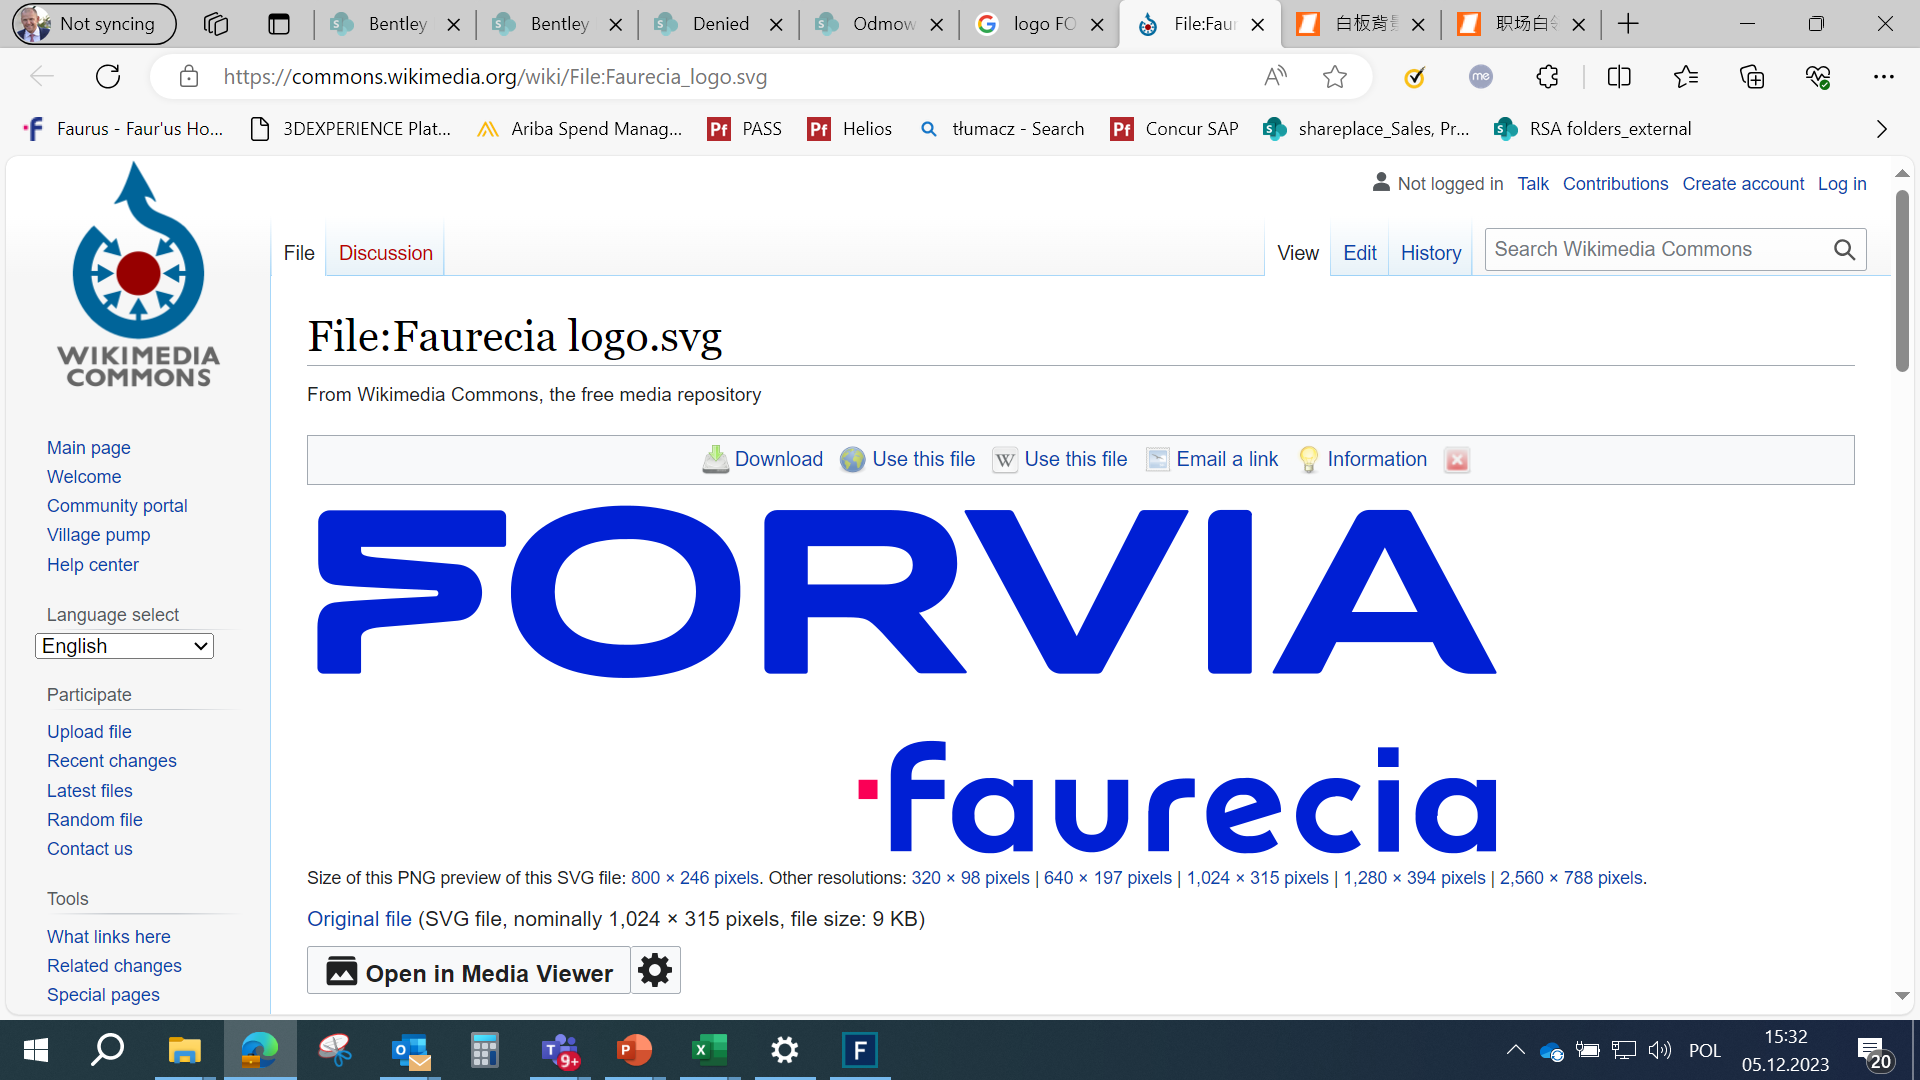 Not syncing
Bentley
Bentley
Denied
Odmow
logo FO
File:Faur
白板背景
职场白领
https://commons.wikimedia.org/wiki/File:Faurecia_logo.svg
me
Faurus - Faur'us Ho...
3DEXPERIENCE Plat...
Ariba Spend Manag...
Pf PASS
Pf Helios
tłumacz - Search
Pf Concur SAP
shareplace_Sales, Pr...
RSA folders_external
WIKIMEDIA
COMMONS
Not logged in Talk Contributions Create account Log in
File Discussion View Edit History Search Wikimedia Commons
File:Faurecia logo.svg
From Wikimedia Commons, the free media repository
Download Use this file W Use this file Email a link Information
FORVIA
faurecia
Size of this PNG preview of this SVG file: 800 × 246 pixels. Other resolutions: 320 × 98 pixels | 640 × 197 pixels | 1,024 × 315 pixels | 1,280 × 394 pixels | 2,560 × 788 pixels.
Original file (SVG file, nominally 1,024 × 315 pixels, file size: 9 KB)
Open in Media Viewer
Main page
Welcome
Community portal
Village pump
Help center
Language select
English
Participate
Upload file
Recent changes
Latest files
Random file
Contact us
Tools
What links here
Related changes
Special pages
9+
F
POL
15:32
05.12.2023
20